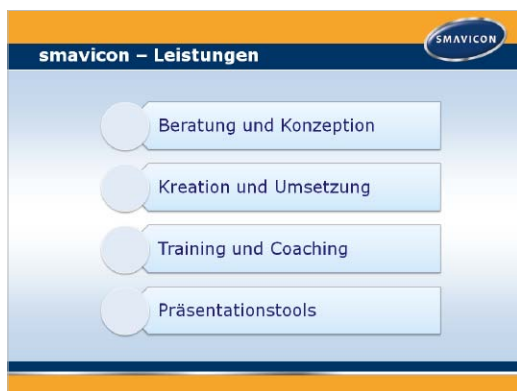 SMAVICON
smavicon – Leistungen
Beratung und Konzeption
Kreation und Umsetzung
Training und Coaching
Präsentationstools